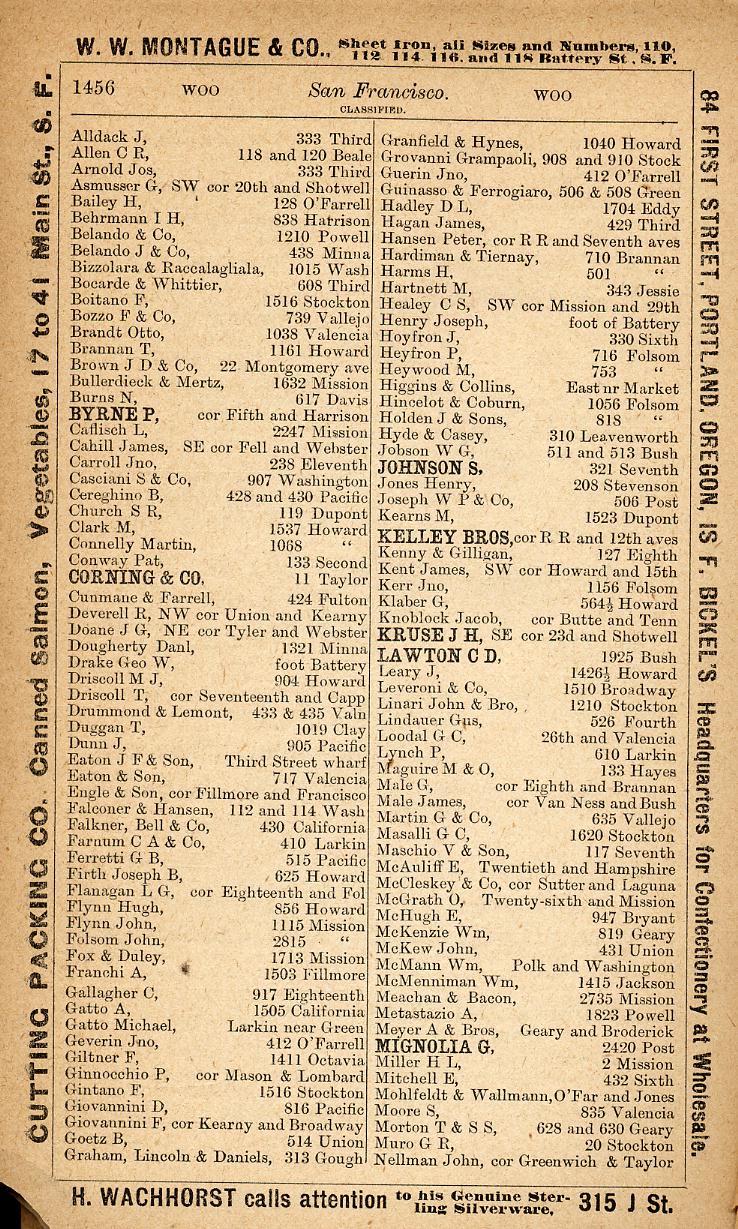 W. W. MONTAGUE & CO., Sheet Iron, all Sizes and Numbers, 110, 112 114 116, and 118 Battery St., S. F.
1456 WOO San Francisco. WOO
CLASSIFIED.
Alldack J, 333 Third
Allen C R, 118 and 120 Beale
Arnold Jos, 333 Third
Asmusser G, SW cor 20th and Shotwell
Bailey H, 128 O'Farrell
Behrmann I H, 838 Harrison
Belando & Co, 1210 Powell
Belando J & Co, 438 Minna
Bizzolara & Raccalagliala, 1015 Wash
Bocarde & Whittier, 608 Third
Boitano F, 1516 Stockton
Bozzo F & Co, 739 Vallejo
Brandt Otto, 1038 Valencia
Brannan T, 1161 Howard
Brown J D & Co, 22 Montgomery ave
Bullerdieck & Mertz, 1632 Mission
Burns N, 617 Davis
BYRNE P, cor Fifth and Harrison
Caflisch L, 2247 Mission
Cahill James, SE cor Fell and Webster
Carroll Jno, 238 Eleventh
Casciani S & Co, 907 Washington
Cereghino B, 428 and 430 Pacific
Church S R, 119 Dupont
Clark M, 1537 Howard
Connelly Martin, 1068 "
Conway Pat, 133 Second
CORNING & CO, 11 Taylor
Cunmane & Farrell, 424 Fulton
Deverell R, NW cor Union and Kearny
Doane J G, NE cor Tyler and Webster
Dougherty Danl, 1321 Minna
Drake Geo W, foot Battery
Driscoll M J, 904 Howard
Driscoll T, cor Seventeenth and Capp
Drummond & Lemont, 433 & 435 Valn
Duggan T, 1019 Clay
Dunn J, 905 Pacific
Eaton J F & Son, Third Street wharf
Eaton & Son, 717 Valencia
Engle & Son, cor Fillmore and Francisco
Falconer & Hansen, 112 and 114 Wash
Falkner, Bell & Co, 430 California
Farnum C A & Co, 410 Larkin
Ferretti G B, 515 Pacific
Firth Joseph B, 625 Howard
Flanagan L G, cor Eighteenth and Fol
Flynn Hugh, 856 Howard
Flynn John, 1115 Mission
Folsom John, 2815 "
Fox & Duley, 1713 Mission
Franchi A, 1503 Fillmore
Gallagher C, 917 Eighteenth
Gatto A, 1505 California
Gatto Michael, Larkin near Green
Geverin Jno, 412 O'Farrell
Giltner F, 1411 Octavia
Ginnocchio P, cor Mason & Lombard
Gintano F, 1516 Stockton
Giovannini D, 816 Pacific
Giovannini F, cor Kearny and Broadway
Goetz B, 514 Union
Graham, Lincoln & Daniels, 313 Gough
Granfield & Hynes, 1040 Howard
Grovanni Grampaoli, 908 and 910 Stock
Guerin Jno, 412 O'Farrell
Guinasso & Ferrogiaro, 506 & 508 Green
Hadley D L, 1704 Eddy
Hagan James, 429 Third
Hansen Peter, cor R R and Seventh aves
Hardiman & Tiernay, 710 Brannan
Harms H, 501 "
Hartnett M, 343 Jessie
Healey C S, SW cor Mission and 29th
Henry Joseph, foot of Battery
Hoyfron J, 330 Sixth
Heyfron P, 716 Folsom
Heywood M, 753 "
Higgins & Collins, East nr Market
Hincelot & Coburn, 1056 Folsom
Holden J & Sons, 818 "
Hyde & Casey, 310 Leavenworth
Jobson W G, 511 and 513 Bush
JOHNSON S, 321 Seventh
Jones Henry, 208 Stevenson
Joseph W P & Co, 506 Post
Kearns M, 1523 Dupont
KELLEY BROS, cor R R and 12th aves
Kenny & Gilligan, 127 Eighth
Kent James, SW cor Howard and 15th
Kerr Jno, 1156 Folsom
Klaber G, 564½ Howard
Knoblock Jacob, cor Butte and Tenn
KRUSE J H, SE cor 23d and Shotwell
LAWTON C D, 1925 Bush
Leary J, 1426½ Howard
Leveroni & Co, 1510 Broadway
Linari John & Bro, 1210 Stockton
Lindauer Gus, 526 Fourth
Loodal G C, 26th and Valencia
Lynch P, 610 Larkin
Maguire M & O, 133 Hayes
Male G, cor Eighth and Brannan
Male James, cor Van Ness and Bush
Martin G & Co, 635 Vallejo
Masalli G C, 1620 Stockton
Maschio V & Son, 117 Seventh
McAuliff E, Twentieth and Hampshire
McCleskey & Co, cor Sutter and Laguna
McGrath O, Twenty-sixth and Mission
McHugh E, 947 Bryant
McKenzie Wm, 819 Geary
McKew John, 431 Union
McMann Wm, Polk and Washington
McMenniman Wm, 1415 Jackson
Meachan & Bacon, 2735 Mission
Metastazio A, 1823 Powell
Meyer A & Bros, Geary and Broderick
MIGNOLIA G, 2420 Post
Miller H L, 2 Mission
Mitchell E, 432 Sixth
Mohlfeldt & Wallmann, O'Far and Jones
Moore S, 835 Valencia
Morton T & S S, 628 and 630 Geary
Muro G R, 20 Stockton
Nellman John, cor Greenwich & Taylor
H. WACHHORST calls attention to his Genuine Sterling Silverware, 315 J St.
CUTTING PACKING CO. Canned Salmon, Vegetables, 17 to 41 Main St., S. F.
84 FIRST STREET, PORTLAND, OREGON, IS F. BICKEL'S Headquarters for Confectionery at Wholesale.